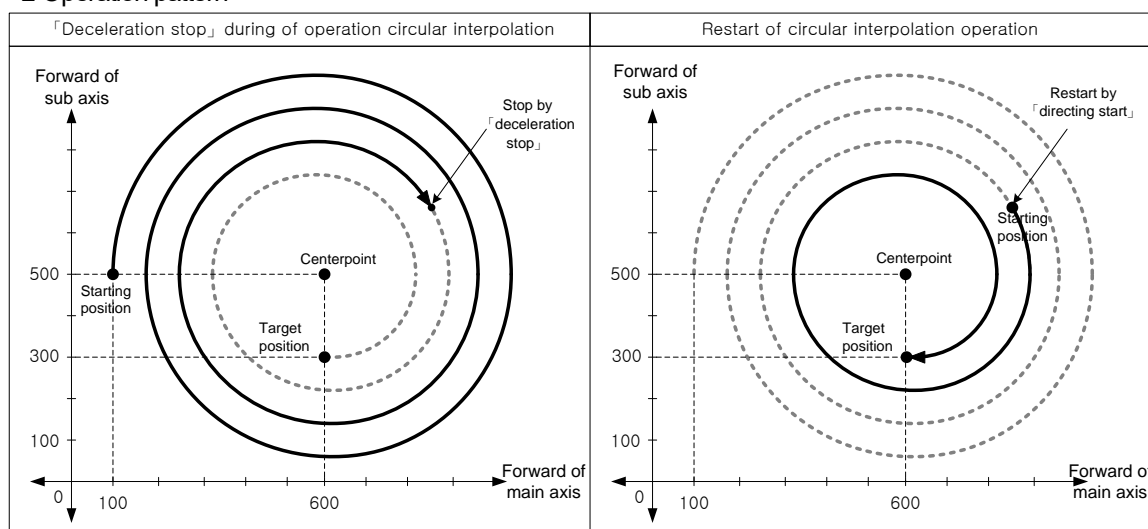 「Deceleration stop」 during of operation circular interpolation
Restart of circular interpolation operation
Forward of
sub axis
Stop by
「deceleration
stop」
500
Centerpoint
Starting
position
Target
position
300
100
0
100
600
Forward of
main axis
Forward of
sub axis
Restart by
「directing start」
Starting
position
500
Centerpoint
Target
position
300
100
0
100
600
Forward of
main axis